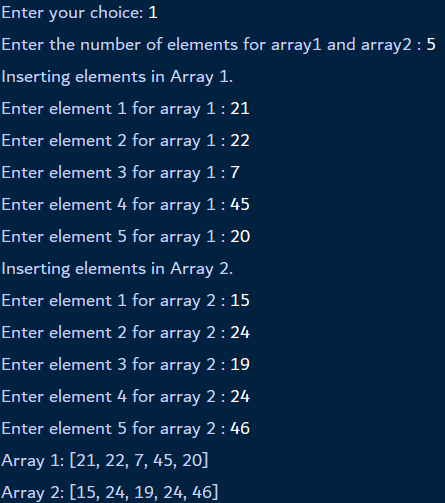 Enter your choice: 1
Enter the number of elements for array1 and array2 : 5
Inserting elements in Array 1.
Enter element 1 for array 1 : 21
Enter element 2 for array 1 : 22
Enter element 3 for array 1 : 7
Enter element 4 for array 1 : 45
Enter element 5 for array 1 : 20
Inserting elements in Array 2.
Enter element 1 for array 2 : 15
Enter element 2 for array 2 : 24
Enter element 3 for array 2 : 19
Enter element 4 for array 2 : 24
Enter element 5 for array 2 : 46
Array 1: [21, 22, 7, 45, 20]
Array 2: [15, 24, 19, 24, 46]